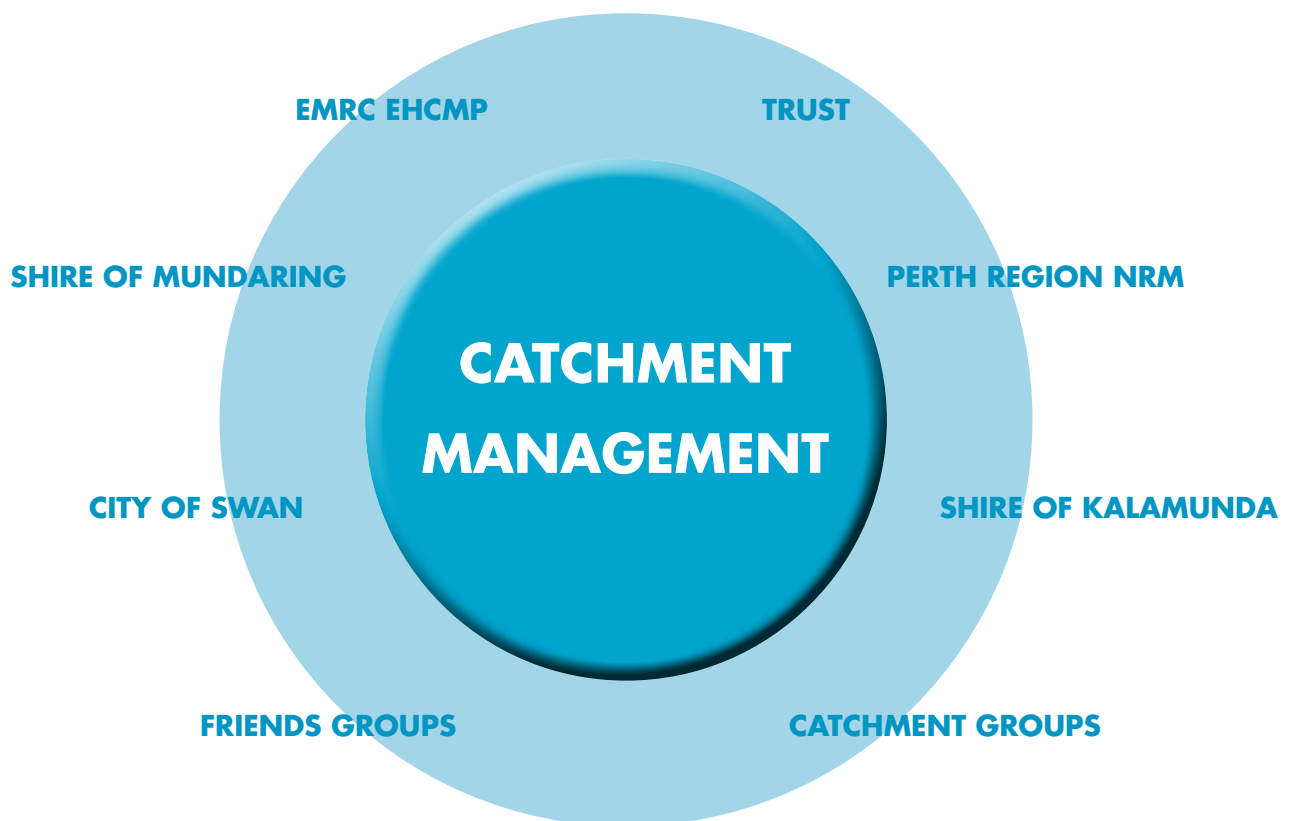 EMRC EHCMP
TRUST
SHIRE OF MUNDARING
PERTH REGION NRM
CATCHMENT
MANAGEMENT
CITY OF SWAN
SHIRE OF KALAMUNDA
FRIENDS GROUPS
CATCHMENT GROUPS